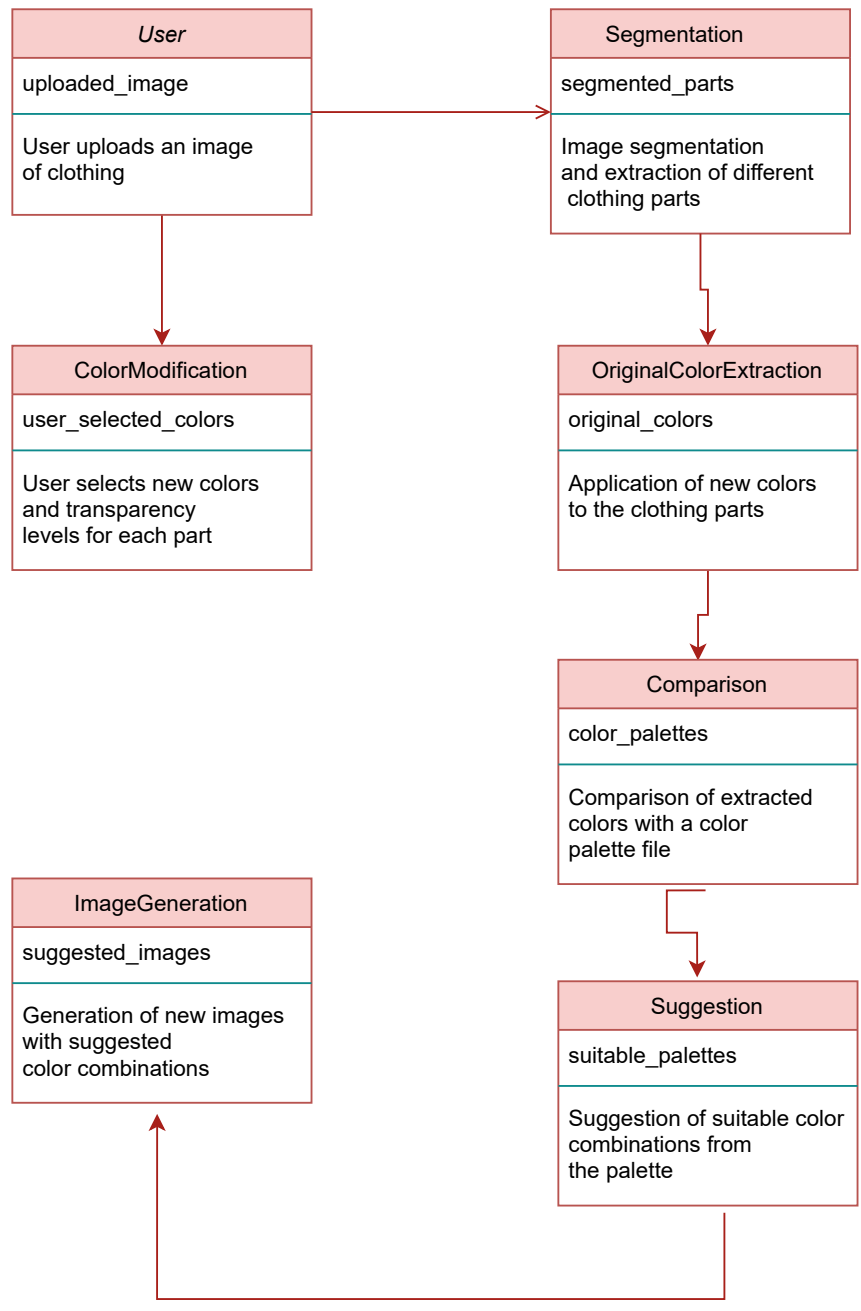 User
uploaded_image
User uploads an image
of clothing
Segmentation
segmented_parts
Image segmentation
and extraction of different
clothing parts
ColorModification
user_selected_colors
User selects new colors
and transparency
levels for each part
OriginalColorExtraction
original_colors
Application of new colors
to the clothing parts
Comparison
color_palettes
Comparison of extracted
colors with a color
palette file
ImageGeneration
suggested_images
Generation of new images
with suggested
color combinations
Suggestion
suitable_palettes
Suggestion of suitable color
combinations from
the palette